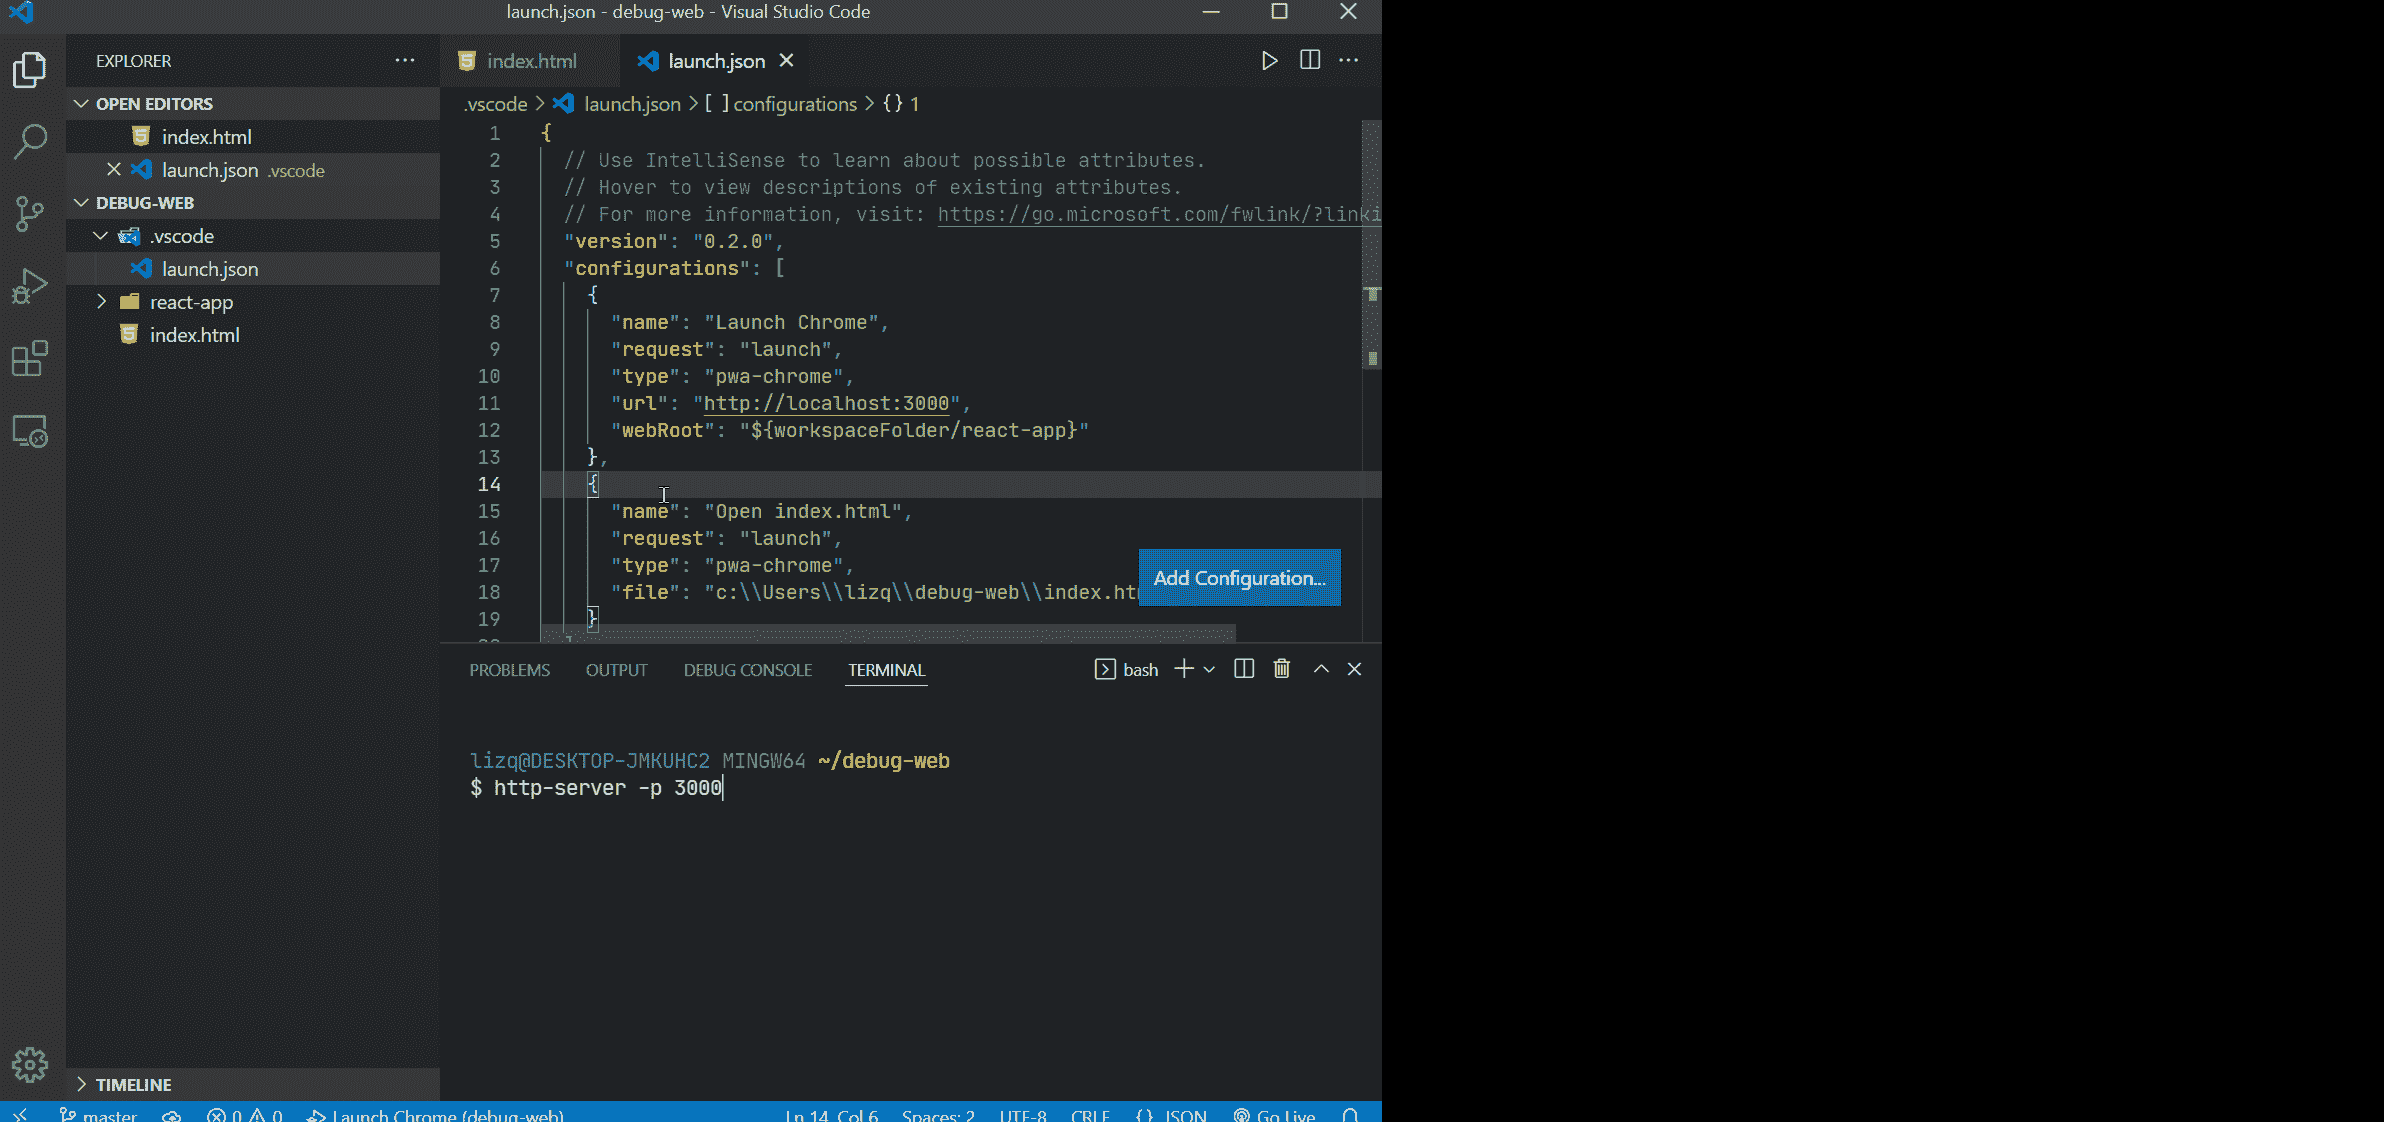 launch.json - debug-web - Visual Studio Code
EXPLORER
OPEN EDITORS
index.html
launch.json .vscode
DEBUG-WEB
.vscode
launch.json
react-app
index.html
TIMELINE
index.html
launch.json
.vscode > launch.json > [ ] configurations > {} 1
1 {
2 // Use IntelliSense to learn about possible attributes.
3 // Hover to view descriptions of existing attributes.
4 // For more information, visit: https://go.microsoft.com/fwlink/?linki
5 "version": "0.2.0",
6 "configurations": [
7 {
8 "name": "Launch Chrome",
9 "request": "launch",
10 "type": "pwa-chrome",
11 "url": "http://localhost:3000",
12 "webRoot": "${workspaceFolder/react-app}"
13 },
14 {
15 "name": "Open index.html",
16 "request": "launch",
17 "type": "pwa-chrome",
18 "file": "c:\\Users\\lizq\\debug-web\\index.ht
19 }
Add Configuration...
PROBLEMS OUTPUT DEBUG CONSOLE TERMINAL bash
lizq@DESKTOP-JMKUHC2 MINGW64 ~/debug-web
$ http-server -p 3000
master 0 0 Launch Chrome (debug-web) Ln 14, Col 6 Spaces: 2 UTF-8 CRLF {} JSON Go Live